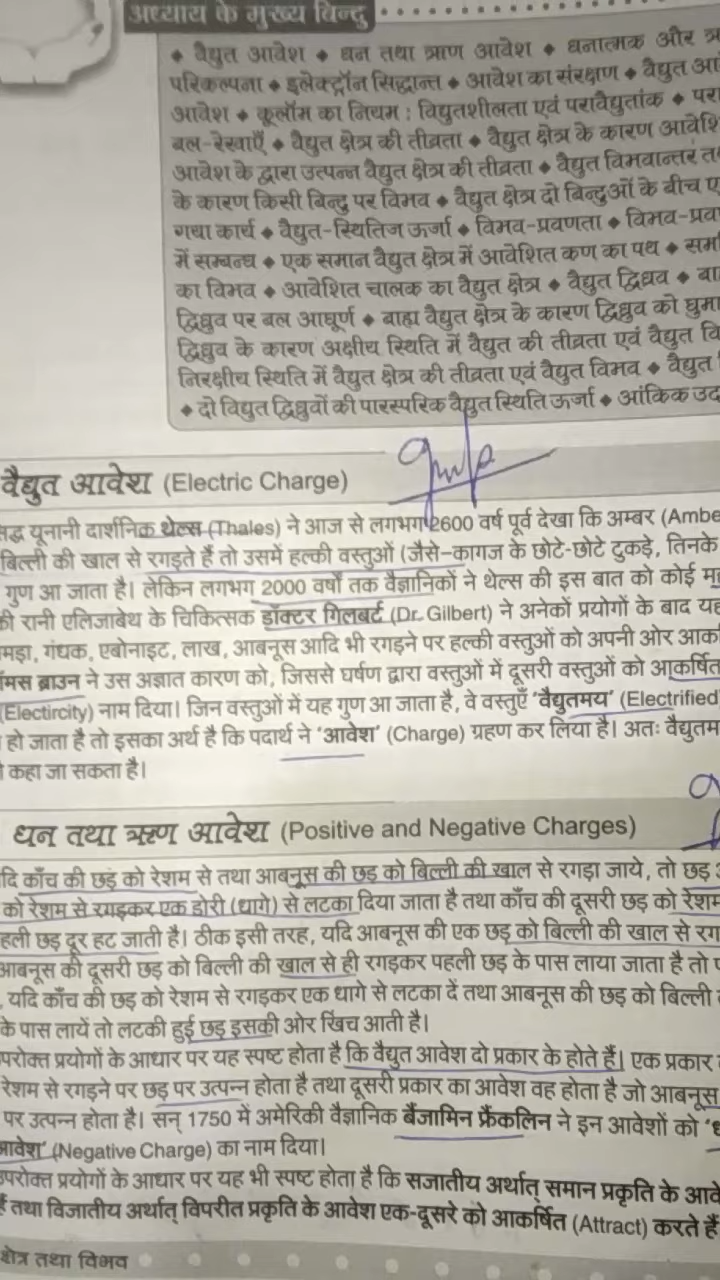 अध्याय के मुख्य बिन्दु
◆ वैद्युत आवेश ◆ धन तथा ऋण आवेश ◆ धनात्मक और
परिकल्पना ◆ इलेक्ट्रॉन सिद्धान्त ◆ आवेश का संरक्षण ◆ वैद्युत
आवेश ◆ कूलॉम का नियम : विद्युतशीलता एवं परावैद्युतांक ◆
बल-रेखाएँ ◆ वैद्युत क्षेत्र की तीव्रता ◆ वैद्युत क्षेत्र के कारण
आवेश के द्वारा उत्पन्न वैद्युत क्षेत्र की तीव्रता ◆ वैद्युत विभवान्तर
के कारण किसी बिन्दु पर विभव ◆ वैद्युत क्षेत्र दो बिन्दुओं के बीच
गया कार्य ◆ वैद्युत-स्थितिज ऊर्जा ◆ विभव-प्रवणता ◆
में सम्बन्ध ◆ एक समान वैद्युत क्षेत्र में आवेशित कण का पथ ◆
का विभव ◆ आवेशित चालक का वैद्युत क्षेत्र ◆ वैद्युत द्विध्रुव ◆
द्विध्रुव पर बल आघूर्ण ◆ बाह्य वैद्युत क्षेत्र के कारण द्विध्रुव को
द्विध्रुव के कारण अक्षीय स्थिति में वैद्युत की तीव्रता एवं वैद्युत
निरक्षीय स्थिति में वैद्युत क्षेत्र की तीव्रता एवं वैद्युत विभव ◆ वैद्युत
◆ दो विद्युत द्विध्रुवों की पारस्परिक वैद्युत स्थिति ऊर्जा ◆ आंकिक
वैद्युत आवेश (Electric Charge)
यूनानी दार्शनिक थेल्स (Thales) ने आज से लगभग 2600 वर्ष पूर्व देखा कि अम्बर (Ambe
बिल्ली की खाल से रगड़ते हैं तो उसमें हल्की वस्तुओं (जैसे–कागज के छोटे-छोटे टुकड़े, तिनके
गुण आ जाता है। लेकिन लगभग 2000 वर्षों तक वैज्ञानिकों ने थेल्स की इस बात को कोई
की रानी एलिजाबेथ के चिकित्सक डॉक्टर गिलबर्ट (Dr. Gilbert) ने अनेकों प्रयोगों के बाद यह
गंधक, एबोनाइट, लाख, आबनूस आदि भी रगड़ने पर हल्की वस्तुओं को अपनी ओर
ब्राउन ने उस अज्ञात कारण को, जिससे घर्षण द्वारा वस्तुओं में दूसरी वस्तुओं को आकर्षित
(Electircity) नाम दिया। जिन वस्तुओं में यह गुण आ जाता है, वे वस्तुएँ 'वैद्युतमय' (Electrified
हो जाता है तो इसका अर्थ है कि पदार्थ ने 'आवेश' (Charge) ग्रहण कर लिया है। अतः
कहा जा सकता है।
धन तथा ऋण आवेश (Positive and Negative Charges)
काँच की छड़ को रेशम से तथा आबनूस की छड़ को बिल्ली की खाल से रगड़ा जाये, तो छड़
को रेशम से रगड़कर एक डोरी (धागे) से लटका दिया जाता है तथा काँच की दूसरी छड़ को रेशम
छड़ दूर हट जाती है। ठीक इसी तरह, यदि आबनूस की एक छड़ को बिल्ली की खाल से
आबनूस की दूसरी छड़ को बिल्ली की खाल से ही रगड़कर पहली छड़ के पास लाया जाता है तो
, यदि काँच की छड़ को रेशम से रगड़कर एक धागे से लटका दें तथा आबनूस की छड़ को बिल्ली
के पास लायें तो लटकी हुई छड़ इसकी ओर खिंच आती है।
प्रयोगों के आधार पर यह स्पष्ट होता है कि वैद्युत आवेश दो प्रकार के होते हैं। एक प्रकार
रेशम से रगड़ने पर छड़ पर उत्पन्न होता है तथा दूसरी प्रकार का आवेश वह होता है जो आबनूस
पर उत्पन्न होता है। सन् 1750 में अमेरिकी वैज्ञानिक बैंजामिन फ्रैंकलिन ने इन आवेशों को
आवेश' (Negative Charge) का नाम दिया।
प्रयोगों के आधार पर यह भी स्पष्ट होता है कि सजातीय अर्थात् समान प्रकृति के
हैं तथा विजातीय अर्थात् विपरीत प्रकृति के आवेश एक-दूसरे को आकर्षित (Attract) करते हैं
क्षेत्र तथा विभव